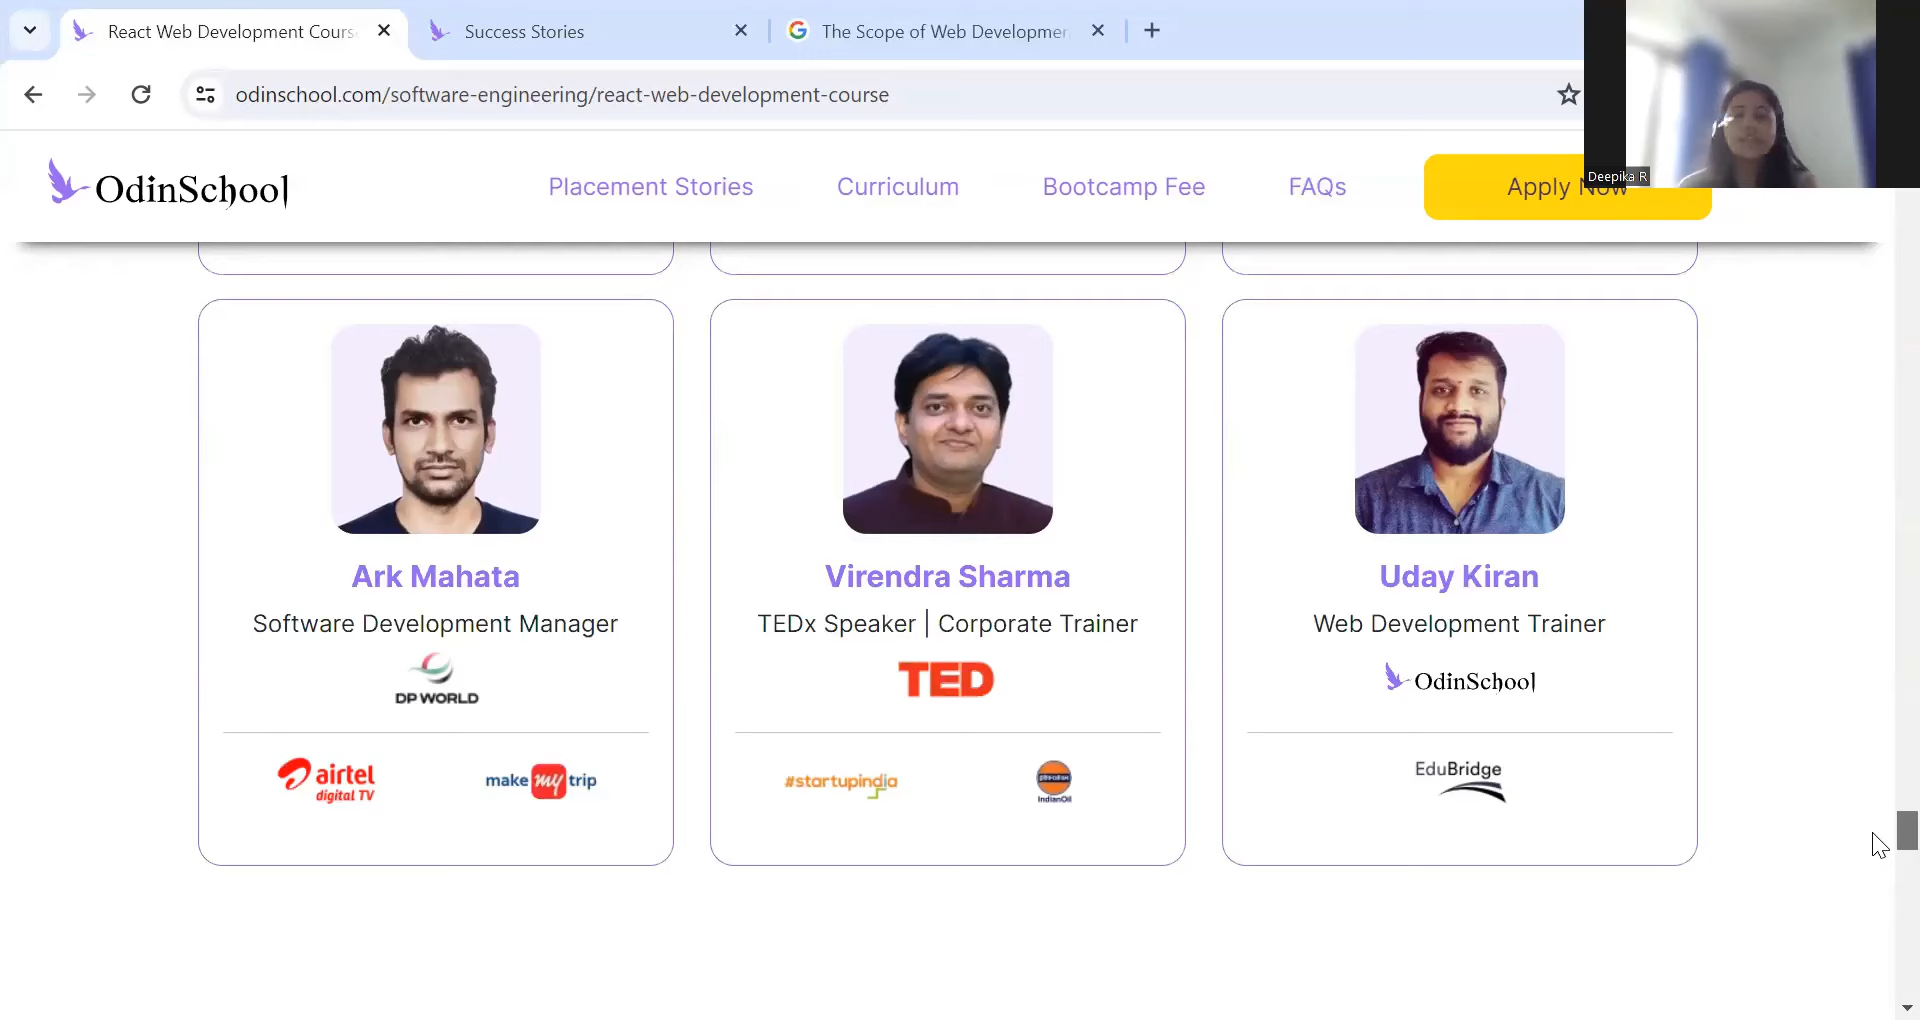 React Web Development Cours
Success Stories
The Scope of Web Developmen
odinschool.com/software-engineering/react-web-development-course
Deepika R
OdinSchool
Placement Stories
Curriculum
Bootcamp Fee
FAQs
Apply Now
Ark Mahata
Software Development Manager
DP WORLD
airtel
digital TV
make my trip
Virendra Sharma
TEDx Speaker | Corporate Trainer
TED
#startupindia
IndianOil
Uday Kiran
Web Development Trainer
OdinSchool
EduBridge